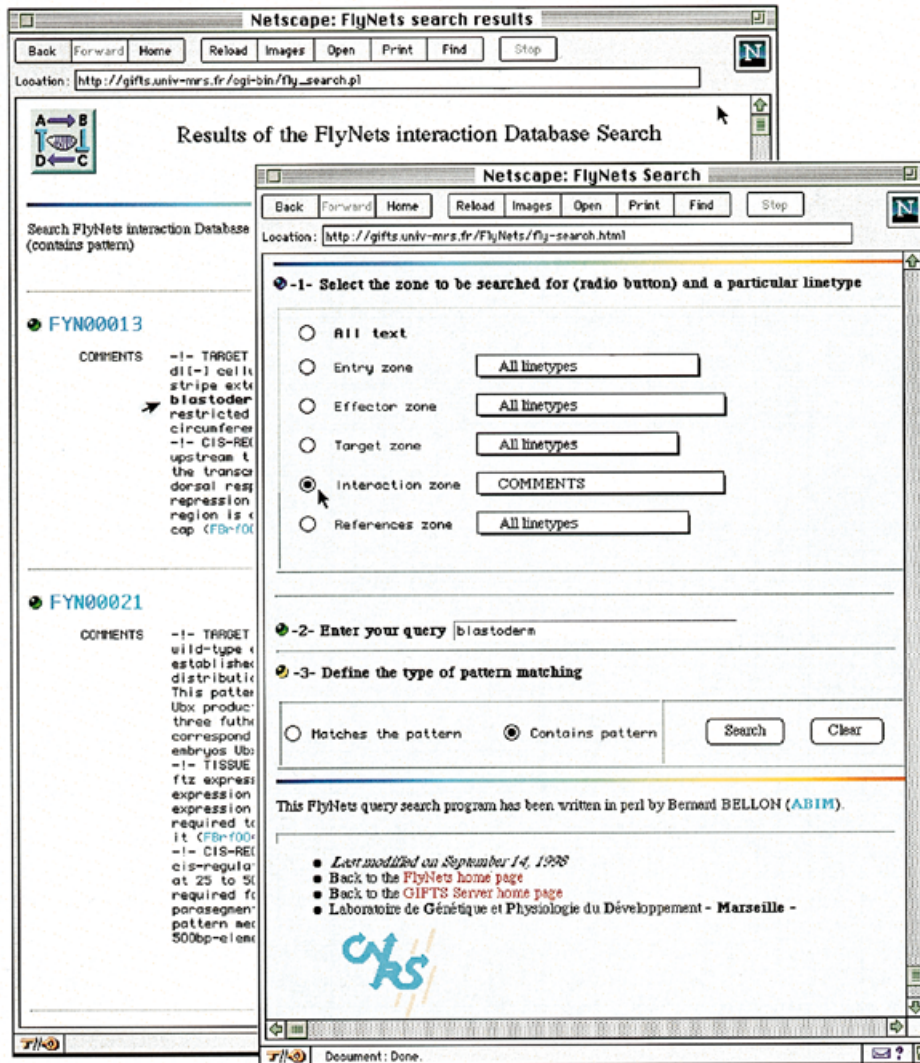 Netscape: FlyNets search results
Back Forward Home Reload Images Open Print Find Stop
N
Location: http://gifts.univ-mrs.fr/cgi-bin/fly_search.pl
A B
D C
Results of the FlyNets interaction Database Search
Search FlyNets interaction Database
(contains pattern)
FYN00013
COMMENTS -!- TARGET
dl[-] cellu
stripe exte
blastoder
restricted
circumferen
-!- CIS-REG
upstream t
the transcr
dorsal resp
repression
region is
cap (FBrf00
FYN00021
COMMENTS -!- TARGET
wild-type
established
distributio
This patter
Ubx produc
three futhe
correspond
embryos Ubx
-!- TISSUE
ftz express
expression
expression
required to
it (FBrf00
-!- CIS-REG
cis-regula
at 25 to 50
required fo
parasegmen
pattern med
500bp-eleme
Netscape: FlyNets Search
Back Forward Home Reload Images Open Print Find Stop
N
Location: http://gifts.univ-mrs.fr/FlyNets/fly-search.html
-1- Select the zone to be searched for (radio button) and a particular linetype
All text
Entry zone All linetypes
Effector zone All linetypes
Target zone All linetypes
Interaction zone COMMENTS
References zone All linetypes
-2- Enter your query blastoderm
-3- Define the type of pattern matching
Matches the pattern Contains pattern Search Clear
This FlyNets query search program has been written in perl by Bernard BELLON (ABIM).
Last modified on September 14, 1998
Back to the FlyNets home page
Back to the GIFTS Server home page
Laboratoire de Génétique et Physiologie du Développement - Marseille -
CNRS
Document: Done.